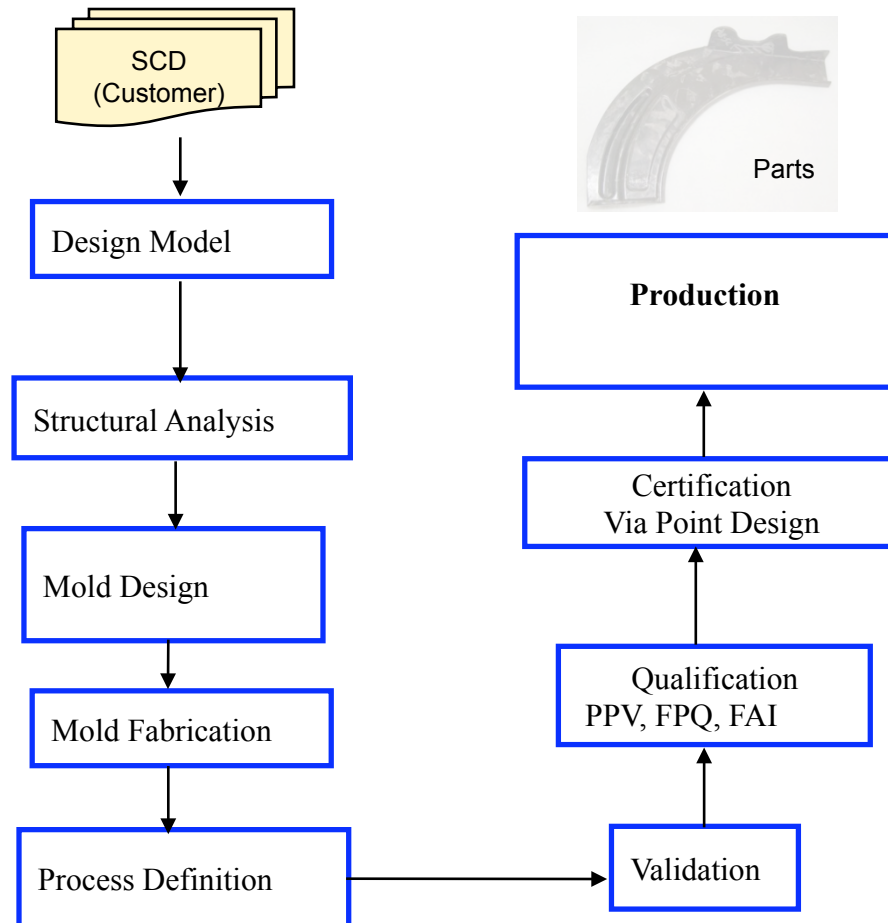 SCD
(Customer)
Design Model
Structural Analysis
Mold Design
Mold Fabrication
Process Definition
Validation
Qualification
PPV, FPQ, FAI
Certification
Via Point Design
Production
Parts